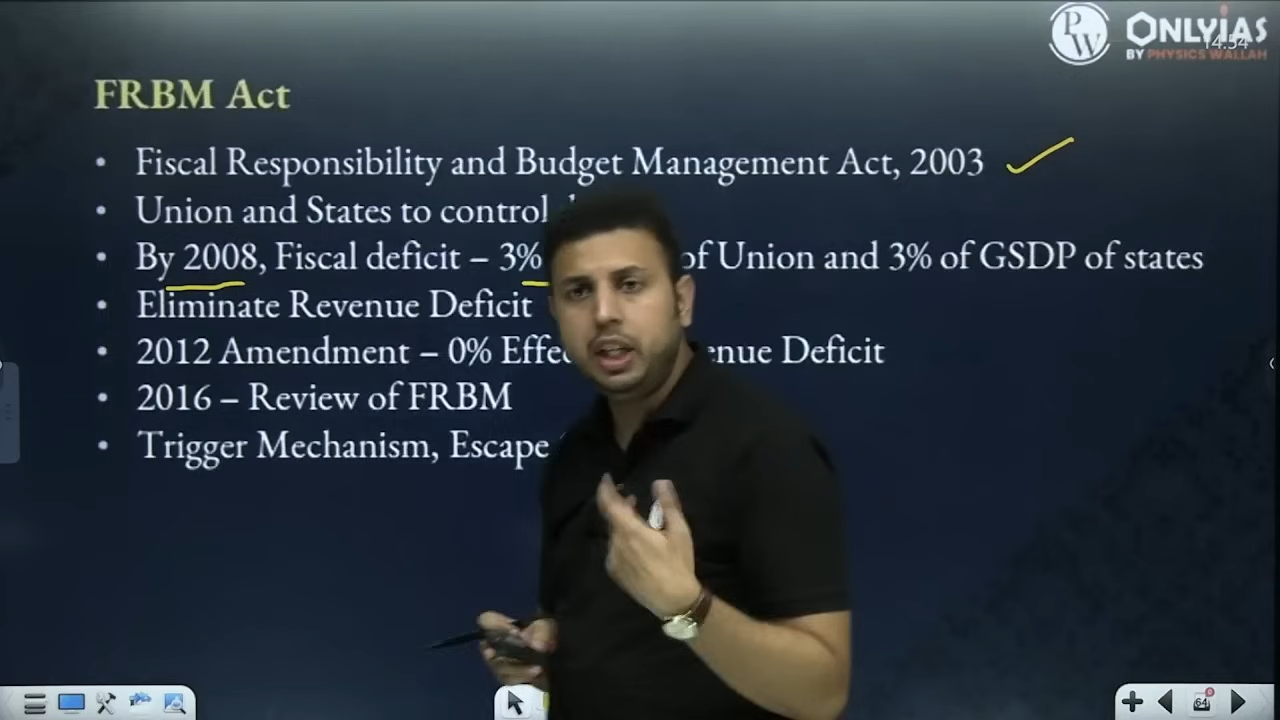 PW ONLYIAS
14:54
BY PHYSICS WALLAH
FRBM Act
• Fiscal Responsibility and Budget Management Act, 2003
• Union and States to control
• By 2008, Fiscal deficit – 3% of Union and 3% of GSDP of states
• Eliminate Revenue Deficit
• 2012 Amendment – 0% Deficit
• 2016 – Review of FRBM
• Trigger Mechanism, Escape
64